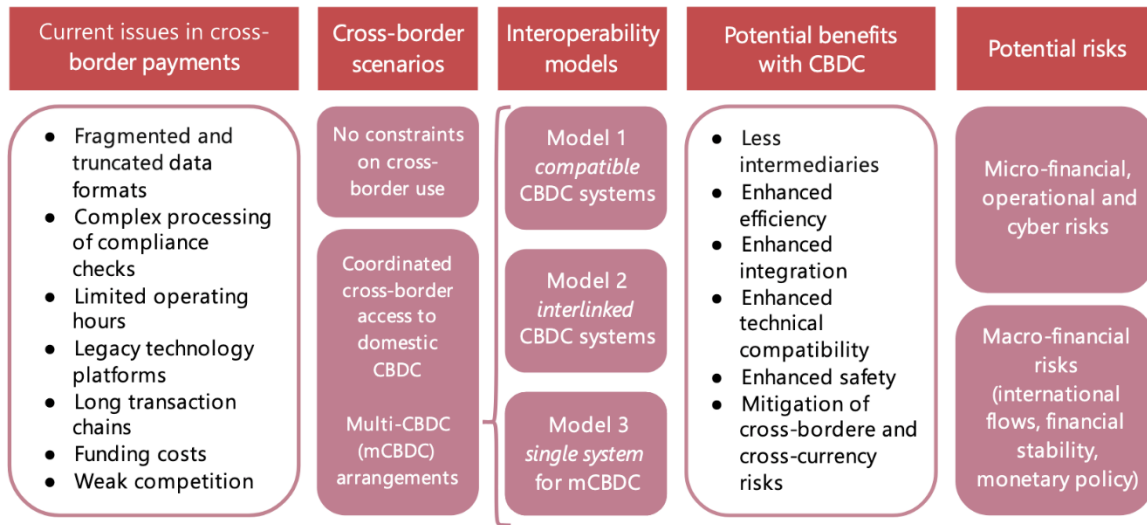 Current issues in cross-
border payments
● Fragmented and
truncated data
formats
● Complex processing
of compliance
checks
● Limited operating
hours
● Legacy technology
platforms
● Long transaction
chains
● Funding costs
● Weak competition
Cross-border
scenarios
No constraints
on cross-
border use
Coordinated
cross-border
access to
domestic
CBDC
Multi-CBDC
(mCBDC)
arrangements
Interoperability
models
Model 1
compatible
CBDC systems
Model 2
interlinked
CBDC systems
Model 3
single system
for mCBDC
Potential benefits
with CBDC
● Less
intermediaries
● Enhanced
efficiency
● Enhanced
integration
● Enhanced
technical
compatibility
● Enhanced safety
● Mitigation of
cross-bordere and
cross-currency
risks
Potential risks
Micro-financial,
operational and
cyber risks
Macro-financial
risks
(international
flows, financial
stability,
monetary policy)